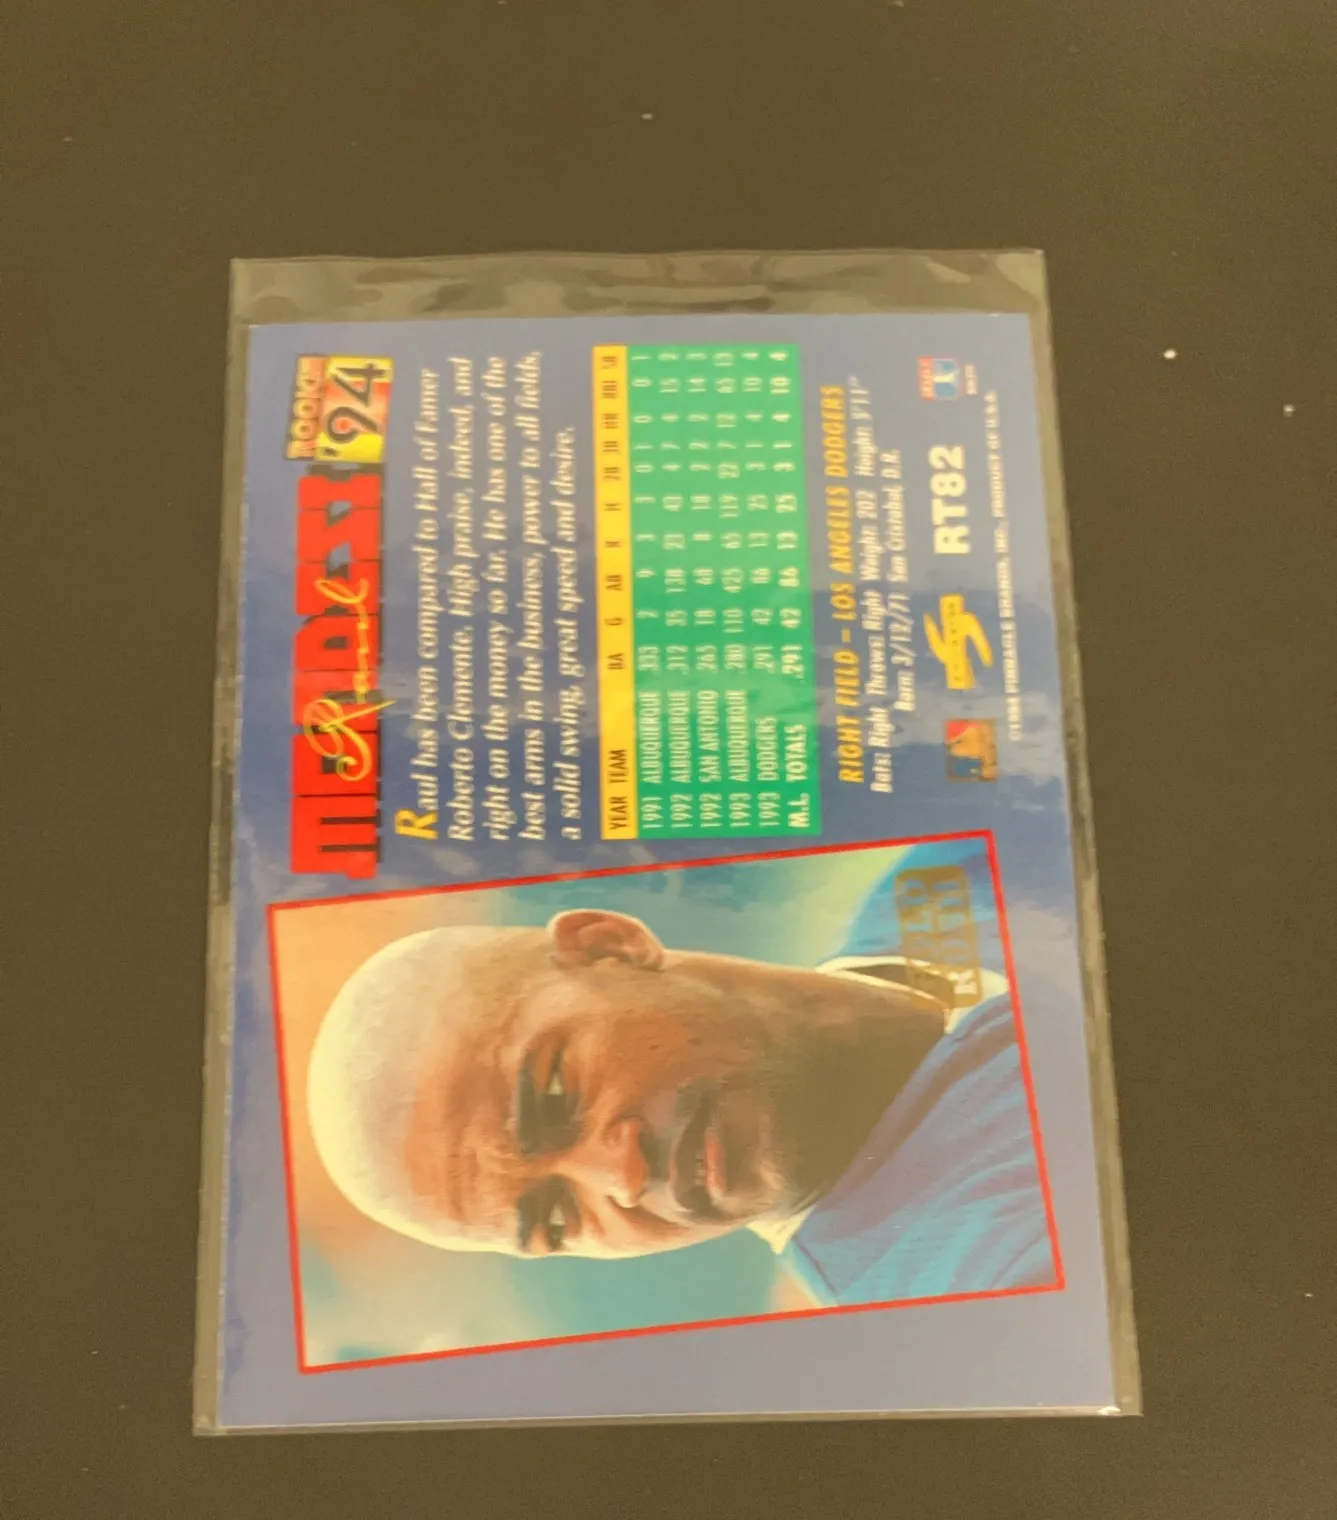 MONDESI
Raul
ROOKIE
'94
Raul has been compared to Hall of Famer
Roberto Clemente. High praise, indeed, and
right on the money so far. He has one of the
best arms in the business, power to all fields,
a solid swing, great speed and desire.
YEAR TEAM BA G AB R H 2B 3B HR RBI SB
1991 ALBUQUERQUE .333 2 9 3 3 0 1 0 0 1
1992 ALBUQUERQUE .312 35 138 23 43 4 7 4 15 2
1992 SAN ANTONIO .265 18 68 8 18 2 2 2 14 3
1993 ALBUQUERQUE .280 110 425 65 119 22 7 12 65 13
1993 DODGERS .291 42 86 13 25 3 1 4 10 4
M.L. TOTALS .291 42 86 13 25 3 1 4 10 4
RIGHT FIELD – LOS ANGELES DODGERS
Bats: Right Throws: Right Weight: 202 Height: 5'11"
Born: 3/12/71 San Cristobal, D.R.
SCORE
RT82
©1994 PINNACLE BRANDS, INC., PRODUCT OF U.S.A.